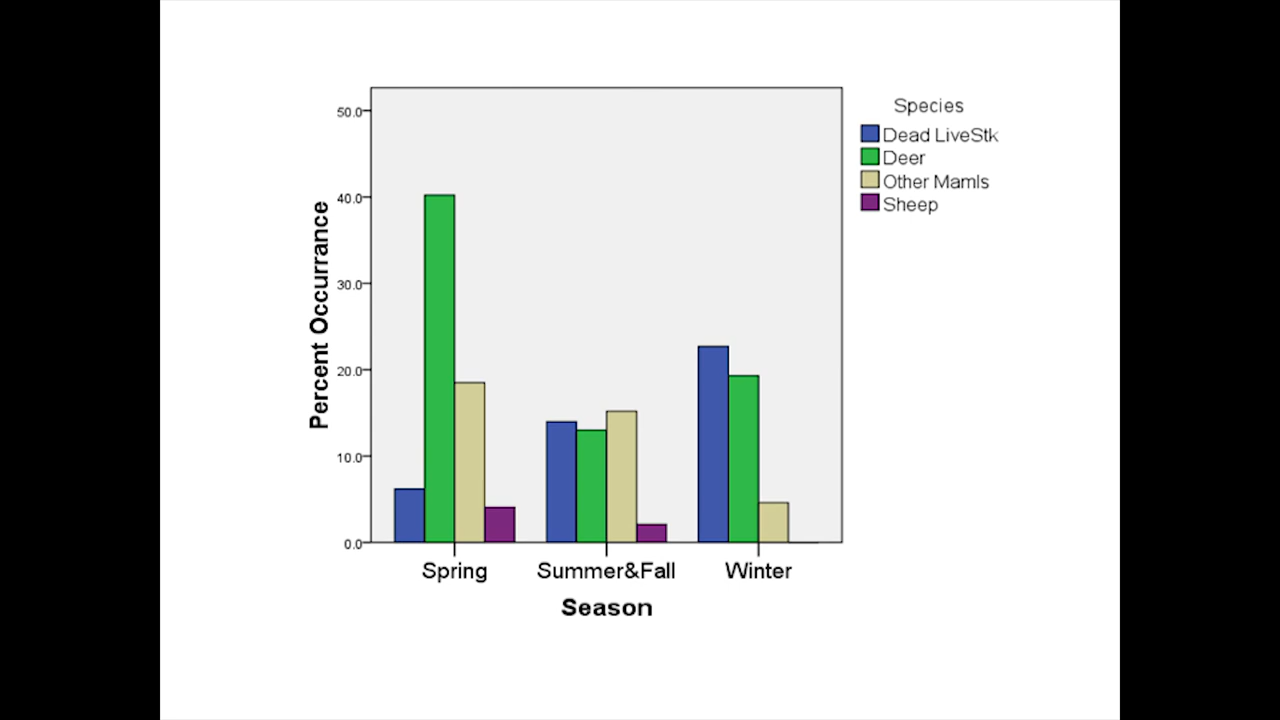 Species
Dead LiveStk
Deer
Other Mamls
Sheep
Percent Occurrance
50.0
40.0
30.0
20.0
10.0
0.0
Spring Summer&Fall Winter
Season